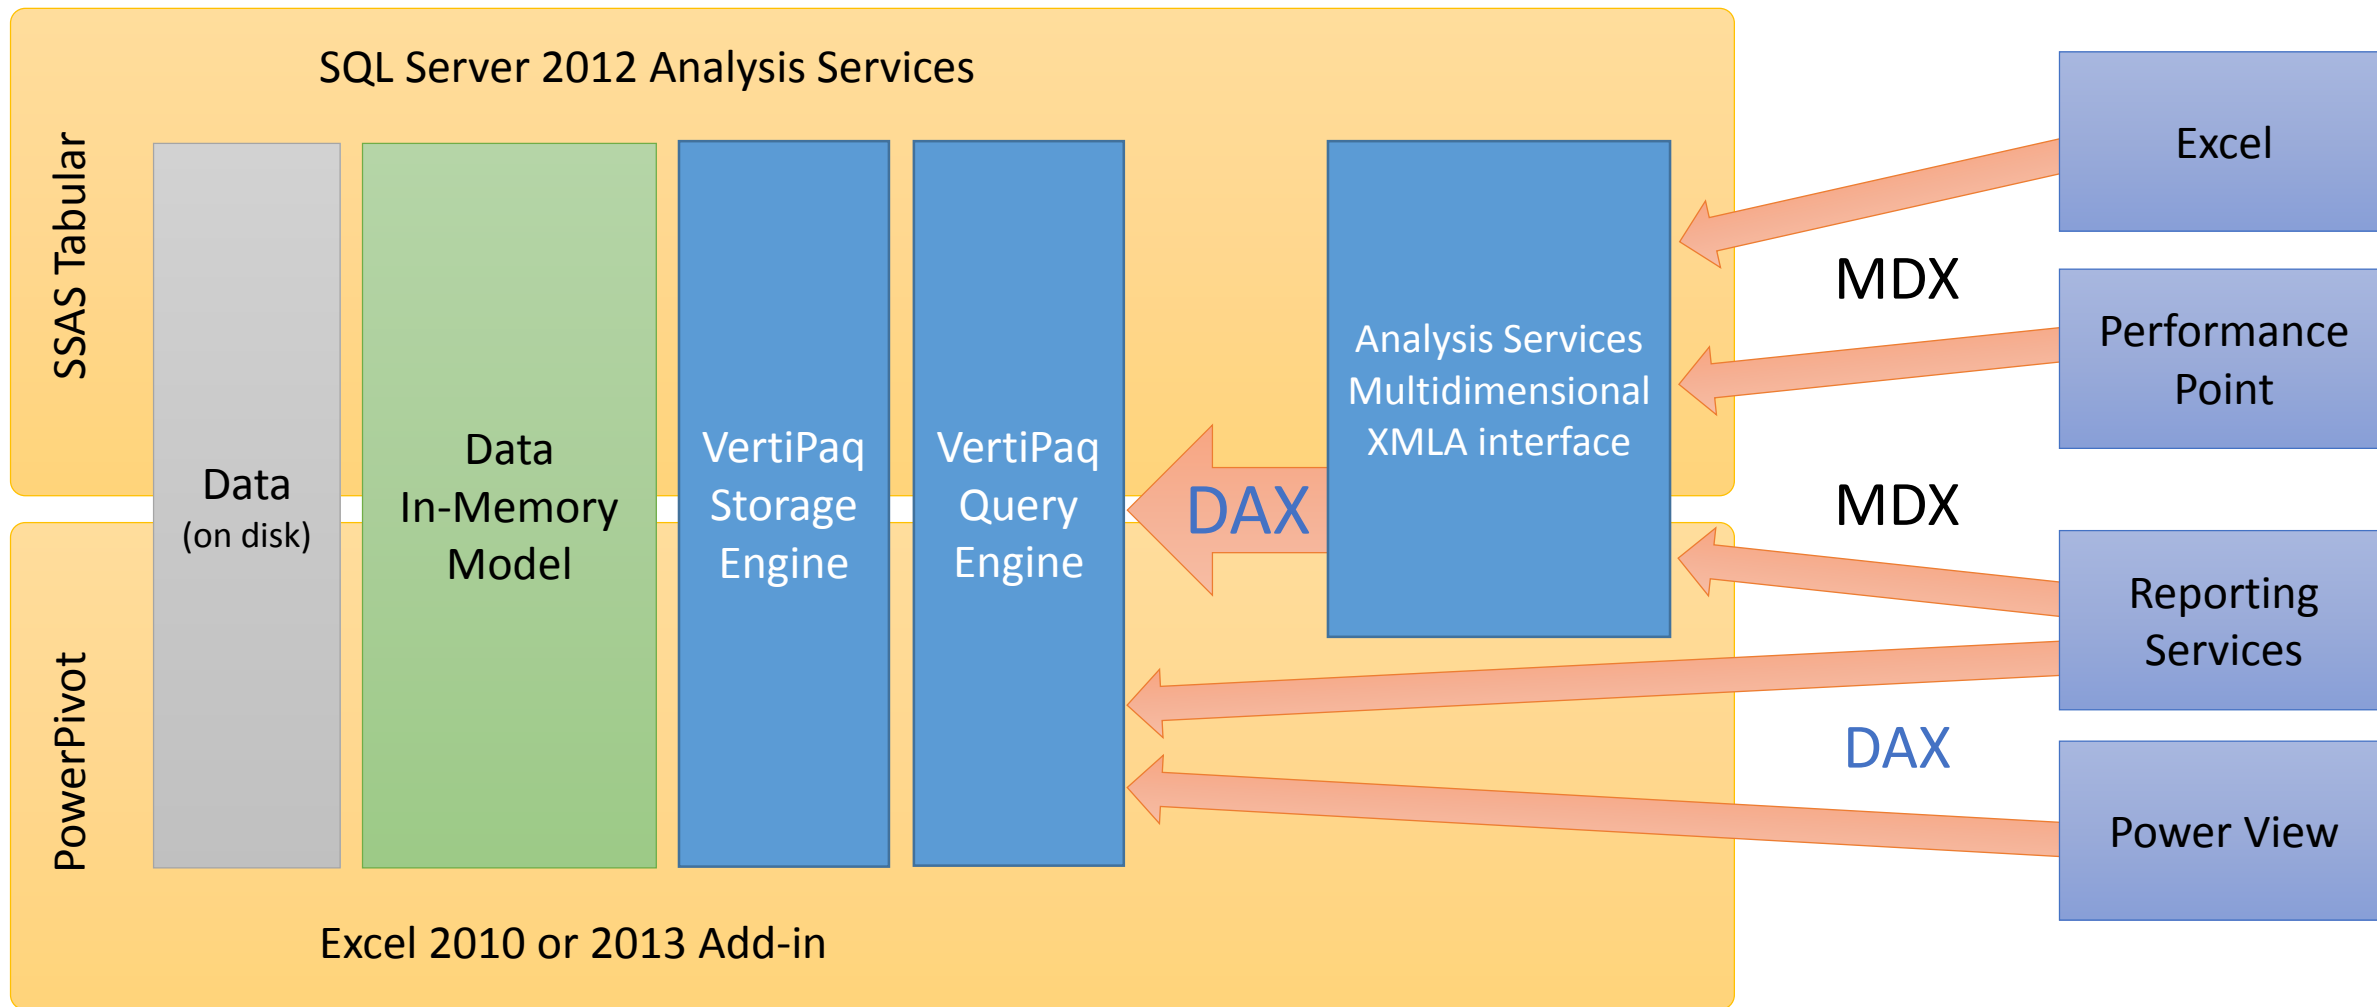 SQL Server 2012 Analysis Services
SSAS Tabular
Data
(on disk)
Data
In-Memory
Model
VertiPaq
Storage
Engine
VertiPaq
Query
Engine
DAX
Analysis Services
Multidimensional
XMLA interface
MDX
MDX
DAX
Excel
Performance
Point
Reporting
Services
Power View
PowerPivot
Excel 2010 or 2013 Add-in